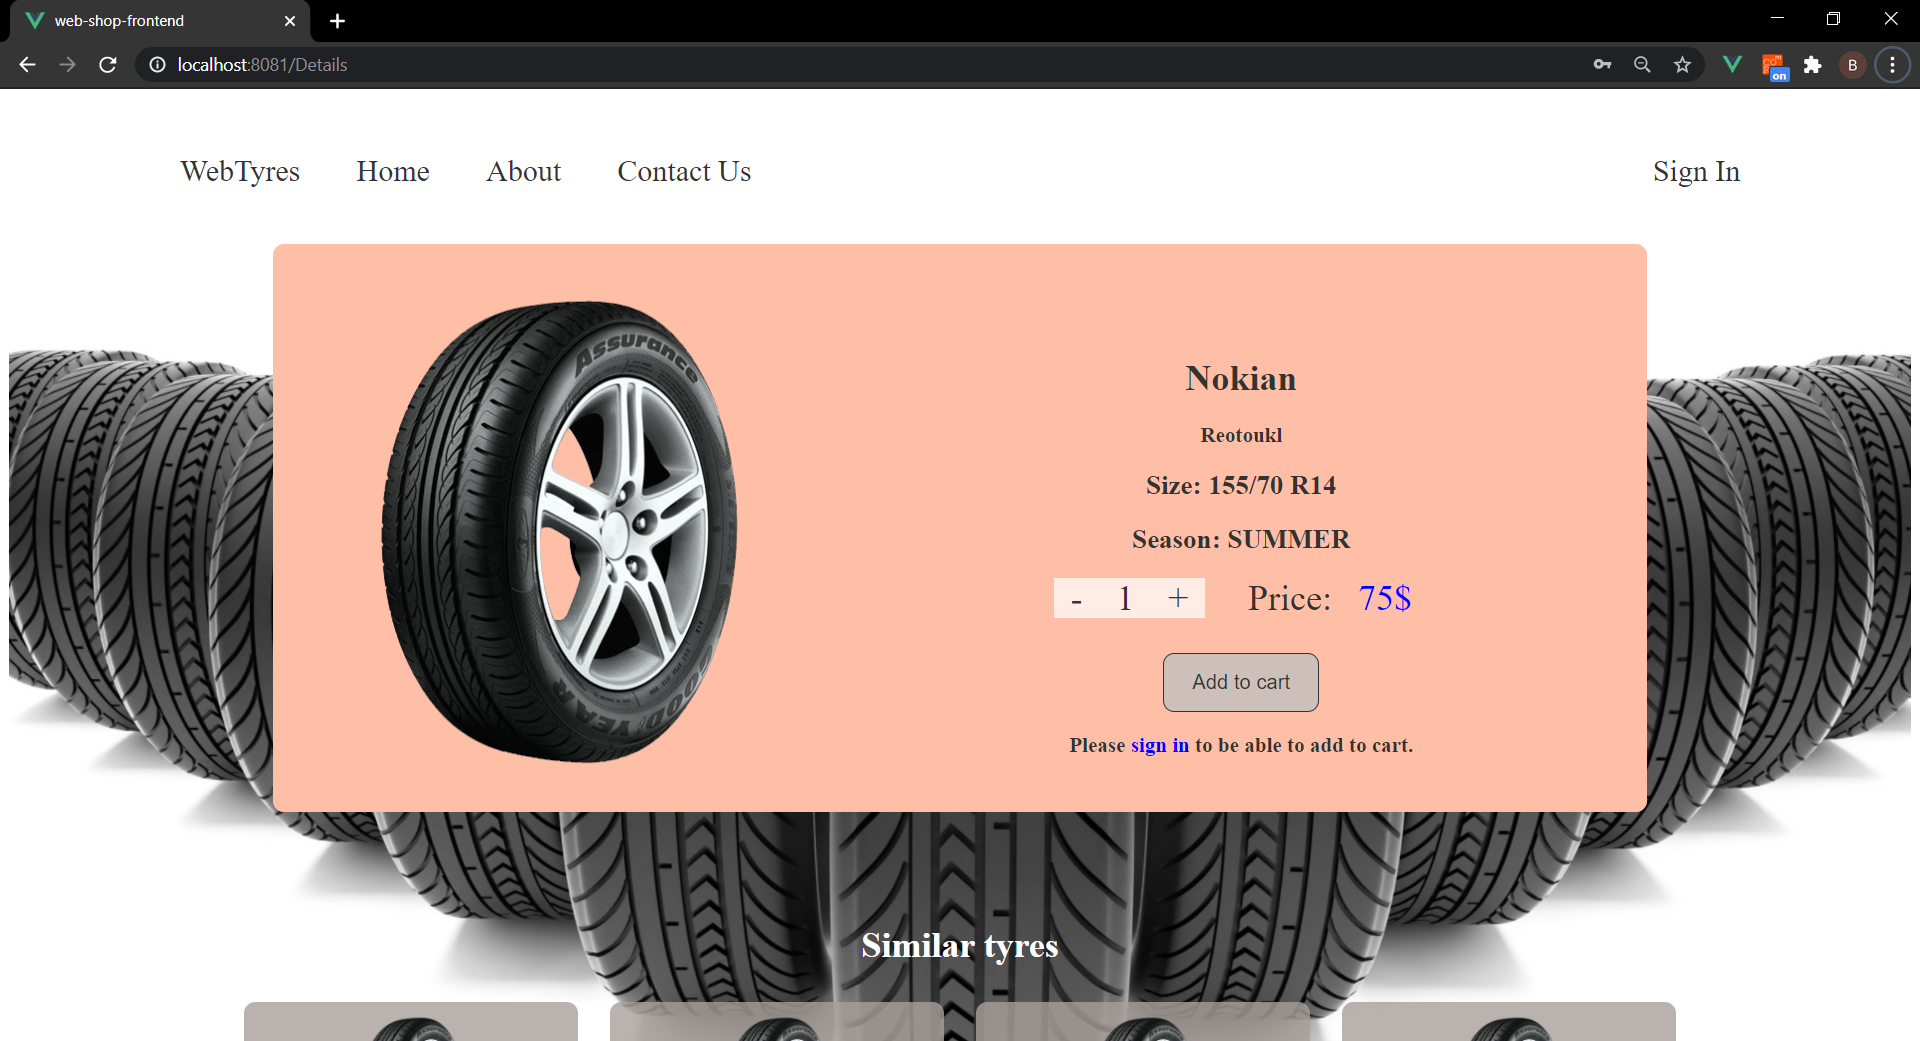 web-shop-frontend
localhost:8081/Details
on
B
WebTyres Home About Contact Us Sign In
Assurance
GOODYEAR
Nokian
Reotoukl
Size: 155/70 R14
Season: SUMMER
- 1 + Price: 75$
Add to cart
Please sign in to be able to add to cart.
Similar tyres